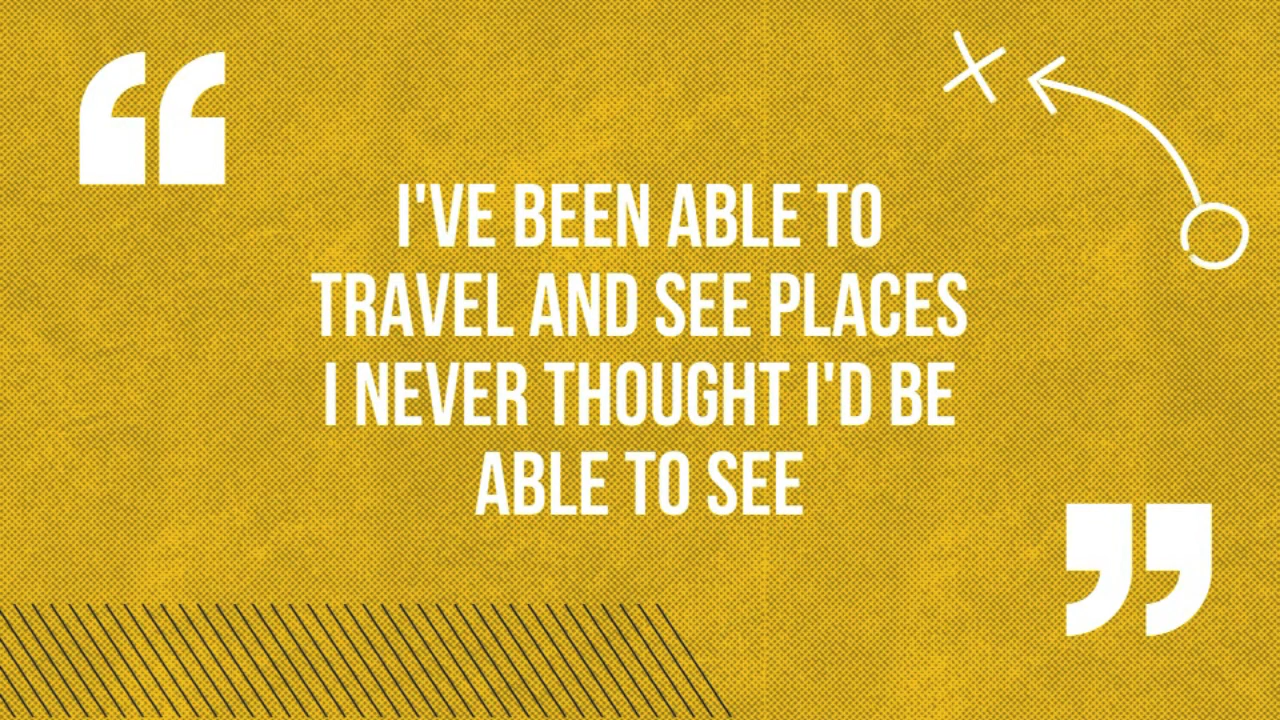 “
I'VE BEEN ABLE TO
TRAVEL AND SEE PLACES
I NEVER THOUGHT I'D BE
ABLE TO SEE
”